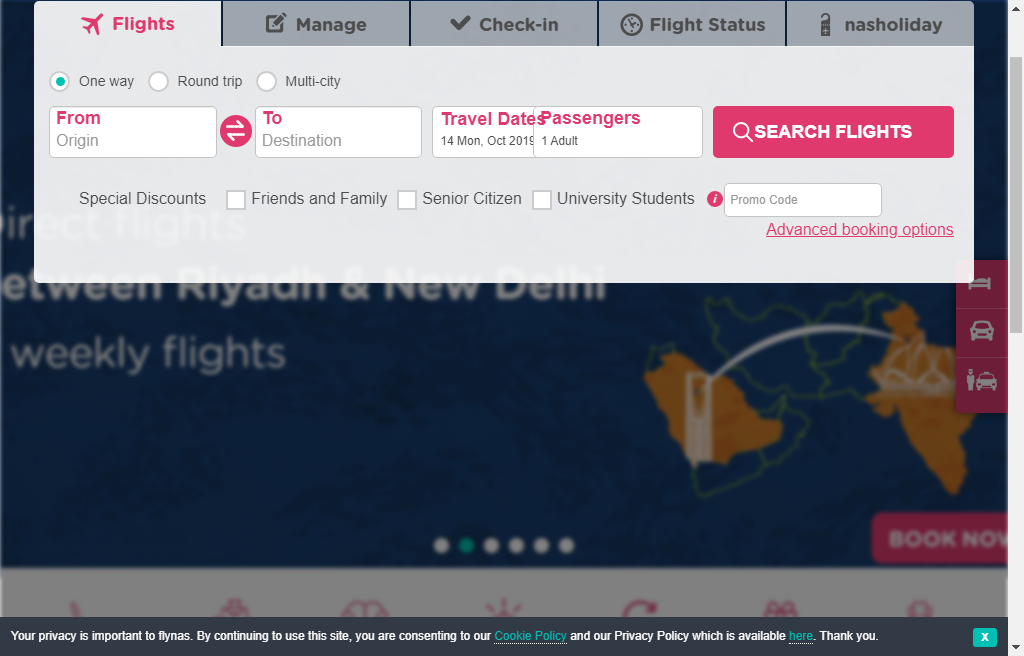 Flights
Manage
Check-in
Flight Status
nasholiday
One way
Round trip
Multi-city
From
Origin
To
Destination
Travel Dates
14 Mon, Oct 2019
Passengers
1 Adult
SEARCH FLIGHTS
Special Discounts
Friends and Family
Senior Citizen
University Students
i
Promo Code
Advanced booking options
Direct flights
etween Riyadh & New Delhi
weekly flights
BOOK NOW
Your privacy is important to flynas. By continuing to use this site, you are consenting to our Cookie Policy and our Privacy Policy which is available here. Thank you.
X